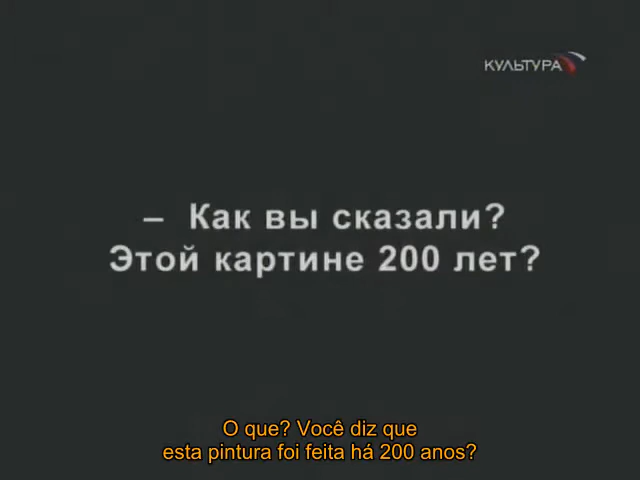 КУЛЬТУРА
– Как вы сказали?
Этой картине 200 лет?
O que? Você diz que
esta pintura foi feita há 200 anos?